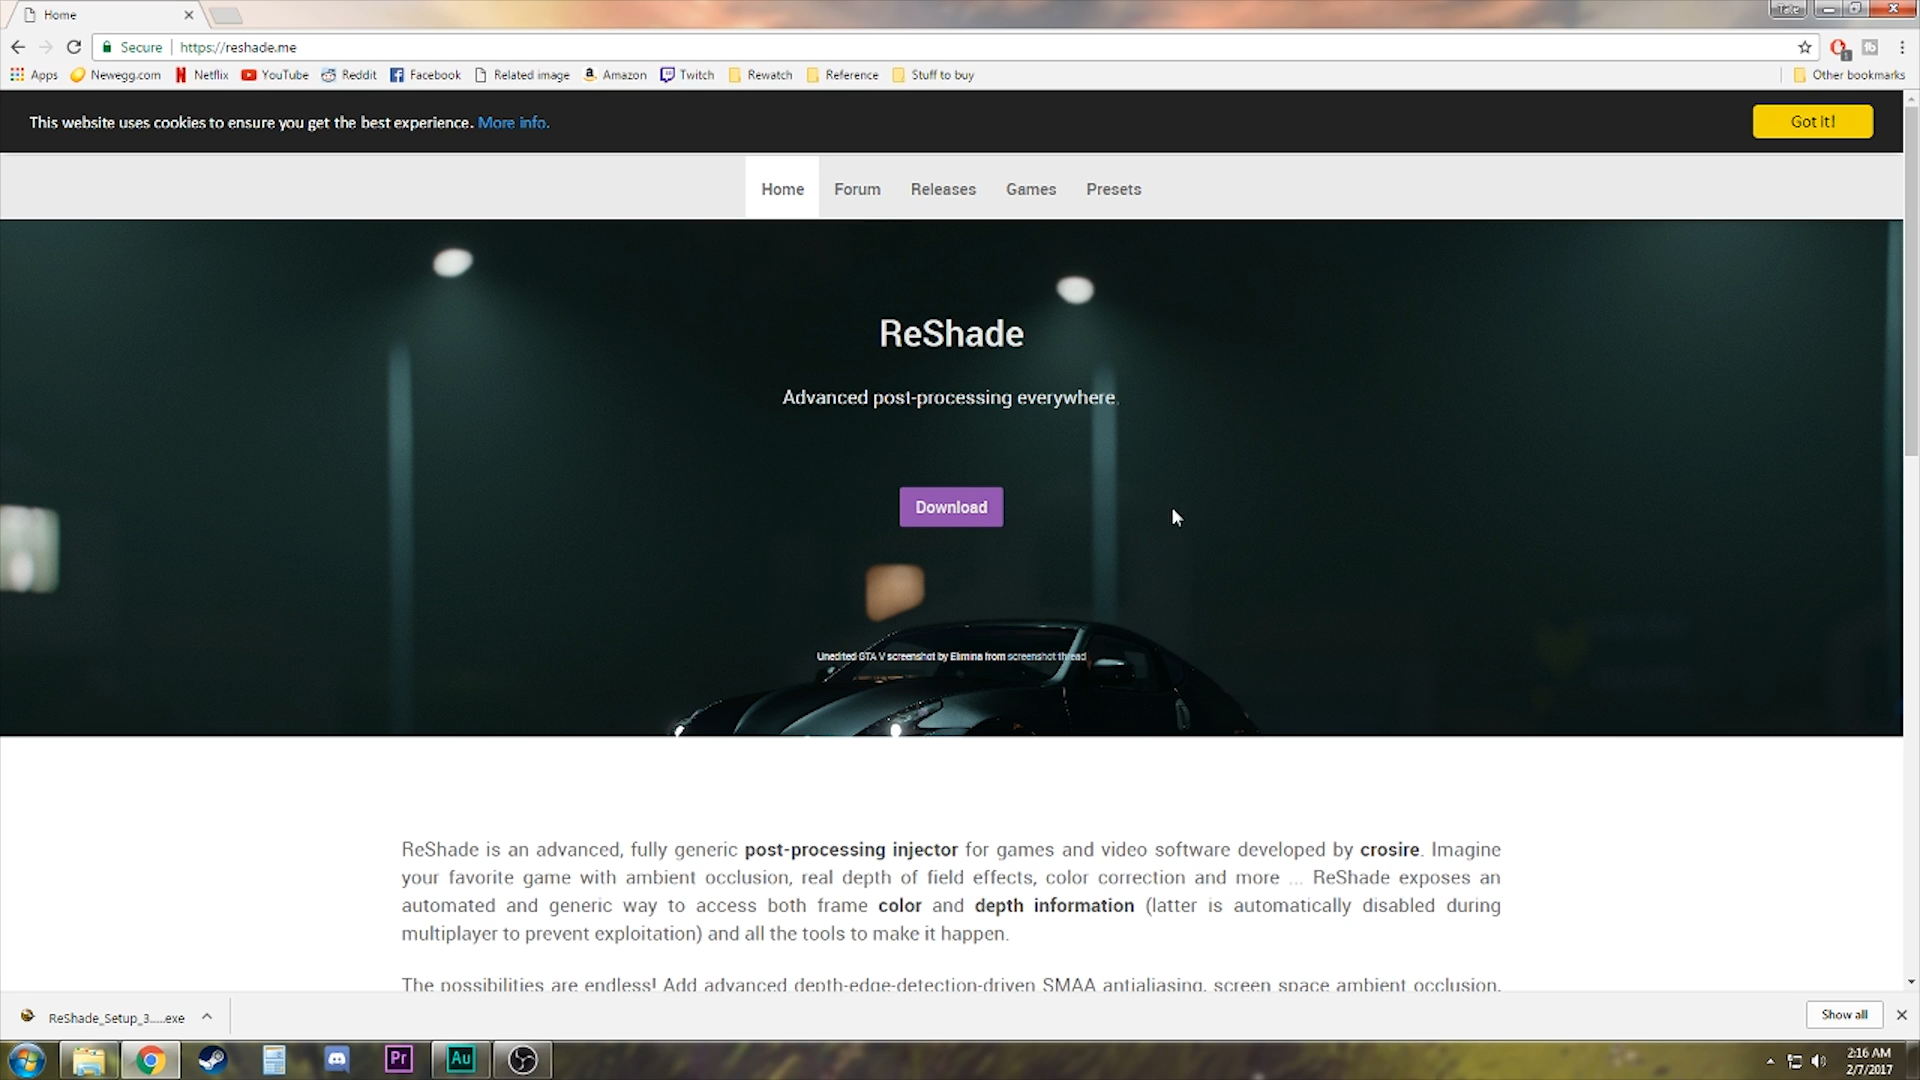 Home
Secure https://reshade.me
Apps Newegg.com Netflix YouTube Reddit Facebook Related image Amazon Twitch Rewatch Reference Stuff to buy Other bookmarks
This website uses cookies to ensure you get the best experience. More info. Got it!
Home Forum Releases Games Presets
ReShade
Advanced post-processing everywhere.
Download
Unedited GTA V screenshot by Elimina from screenshot thread
ReShade is an advanced, fully generic post-processing injector for games and video software developed by crosire. Imagine
your favorite game with ambient occlusion, real depth of field effects, color correction and more ... ReShade exposes an
automated and generic way to access both frame color and depth information (latter is automatically disabled during
multiplayer to prevent exploitation) and all the tools to make it happen.
The possibilities are endless! Add advanced depth-edge-detection-driven SMAA antialiasing, screen space ambient occlusion,
ReShade_Setup_3.....exe Show all
Pr Au 2:16 AM
2/7/2017